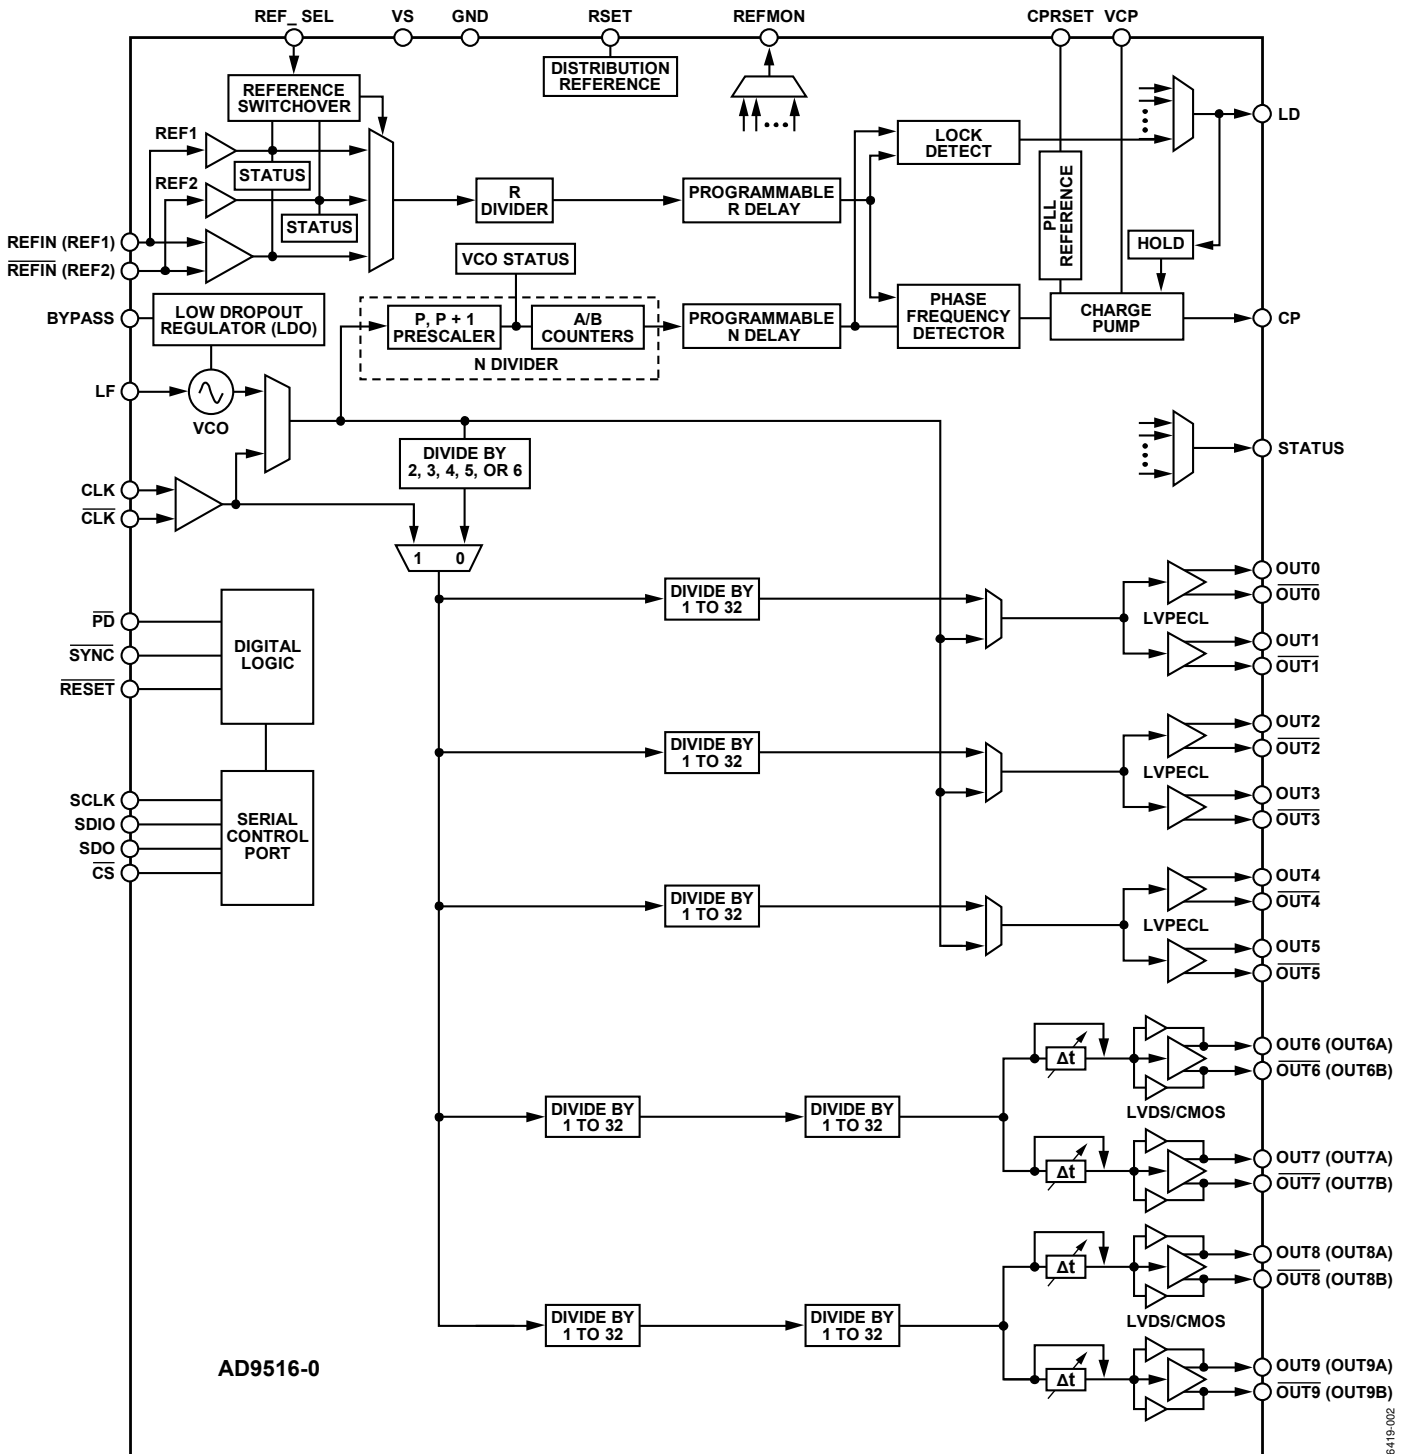 REF_ SEL
VS
GND
RSET
REFMON
CPRSET
VCP
DISTRIBUTION
REFERENCE
REFERENCE
SWITCHOVER
REF1
STATUS
REF2
STATUS
R
DIVIDER
PROGRAMMABLE
R DELAY
LOCK
DETECT
PLL
REFERENCE
HOLD
LD
REFIN (REF1)
REFIN (REF2)
VCO STATUS
BYPASS
LOW DROPOUT
REGULATOR (LDO)
P, P + 1
PRESCALER
A/B
COUNTERS
N DIVIDER
PROGRAMMABLE
N DELAY
PHASE
FREQUENCY
DETECTOR
CHARGE
PUMP
CP
LF
VCO
DIVIDE BY
2, 3, 4, 5, OR 6
STATUS
CLK
CLK
1 0
PD
SYNC
RESET
DIGITAL
LOGIC
SCLK
SDIO
SDO
CS
SERIAL
CONTROL
PORT
DIVIDE BY
1 TO 32
LVPECL
OUT0
OUT0
OUT1
OUT1
DIVIDE BY
1 TO 32
LVPECL
OUT2
OUT2
OUT3
OUT3
DIVIDE BY
1 TO 32
LVPECL
OUT4
OUT4
OUT5
OUT5
DIVIDE BY
1 TO 32
DIVIDE BY
1 TO 32
Δt
OUT6 (OUT6A)
OUT6 (OUT6B)
LVDS/CMOS
Δt
OUT7 (OUT7A)
OUT7 (OUT7B)
DIVIDE BY
1 TO 32
DIVIDE BY
1 TO 32
Δt
OUT8 (OUT8A)
OUT8 (OUT8B)
LVDS/CMOS
Δt
OUT9 (OUT9A)
OUT9 (OUT9B)
AD9516-0
6419-002